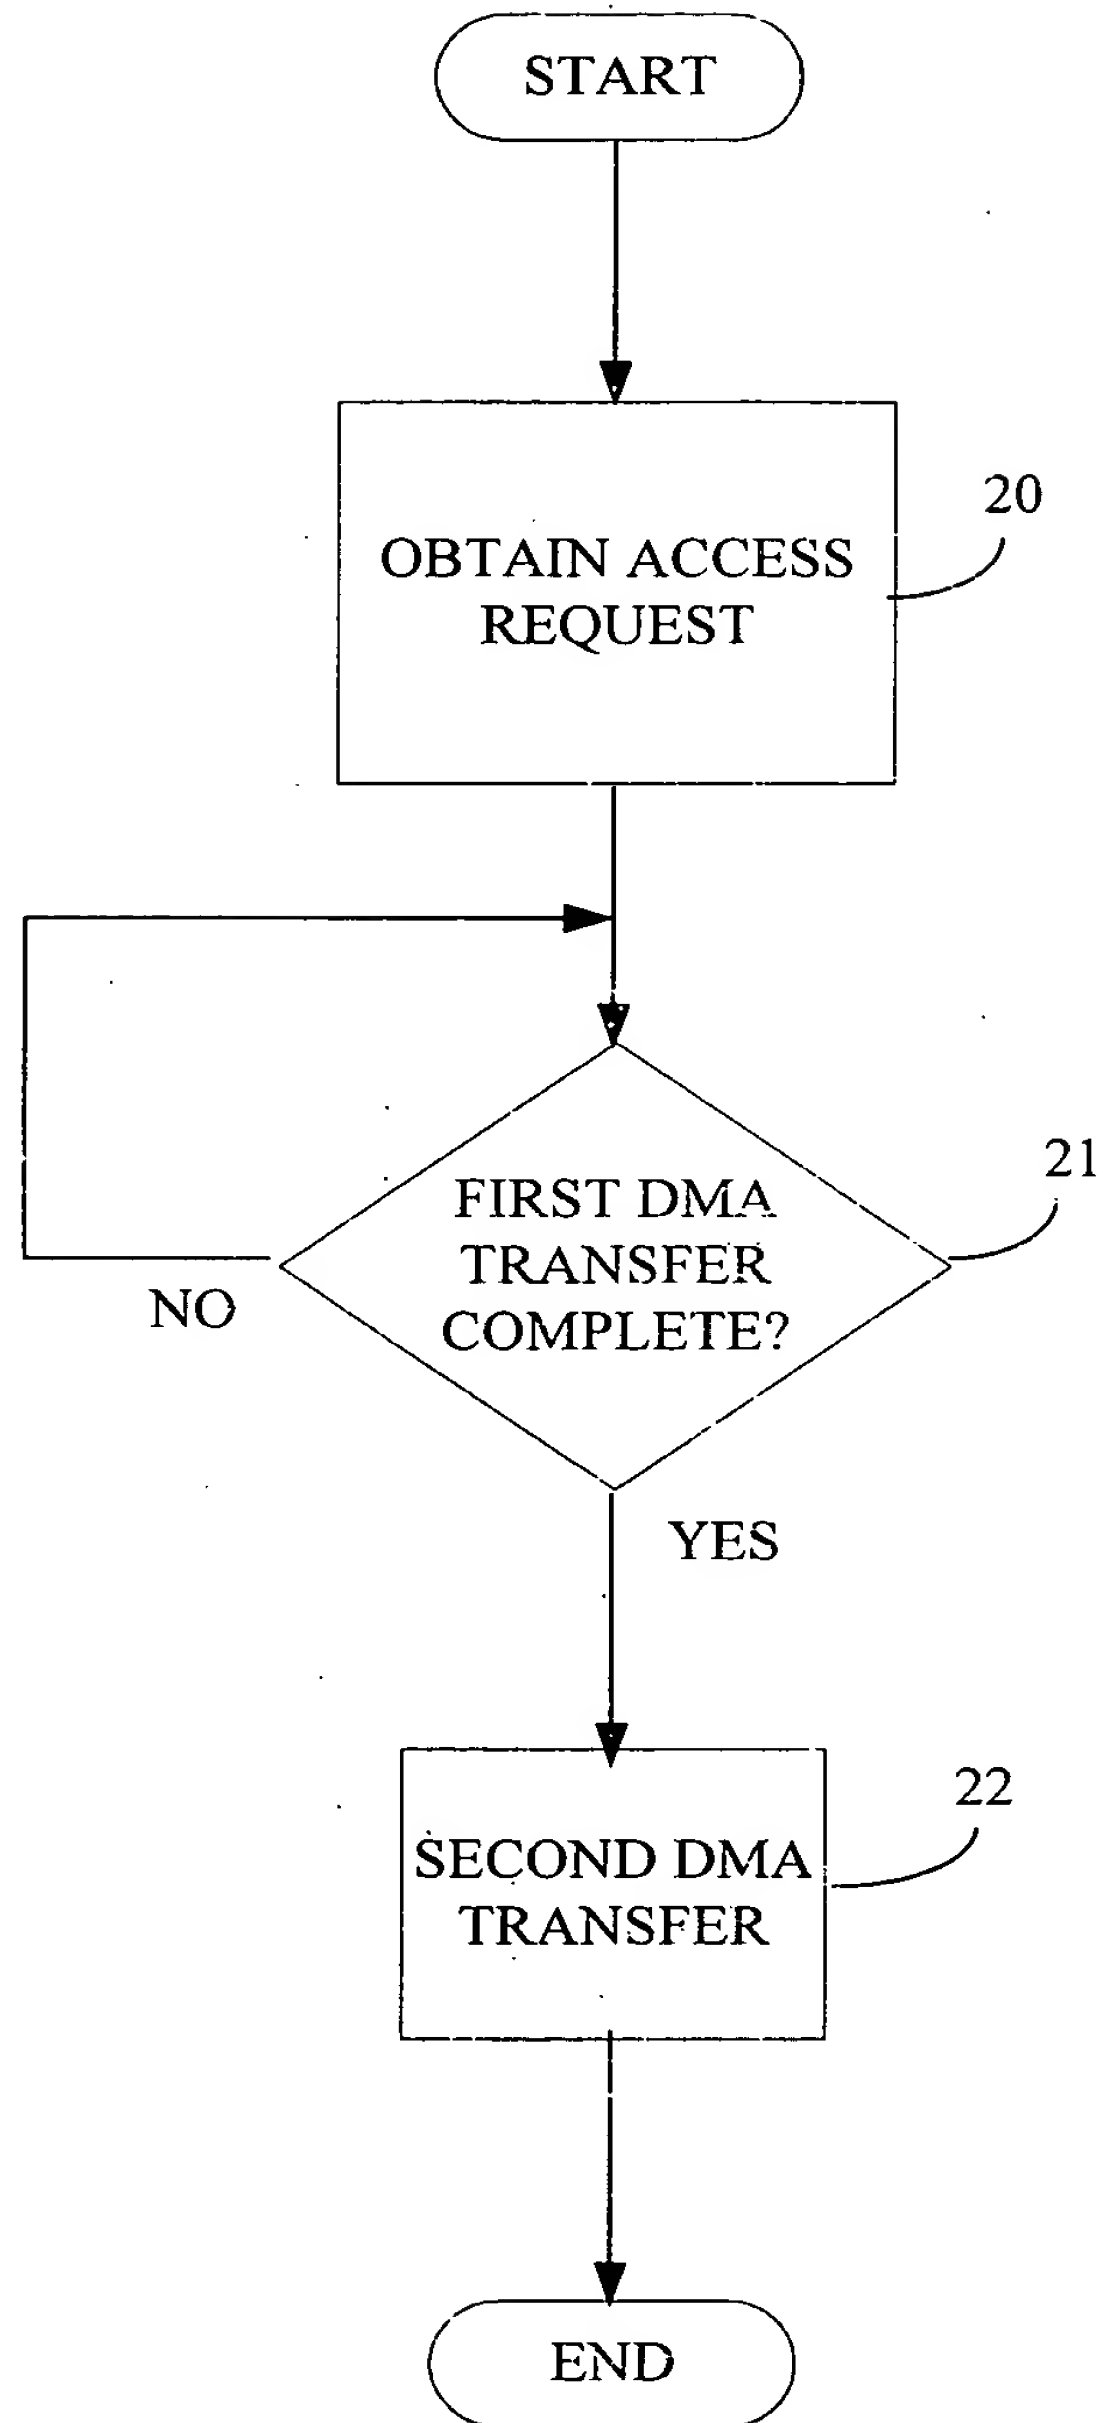 START
20
OBTAIN ACCESS
REQUEST
21
FIRST DMA
TRANSFER
COMPLETE?
NO
YES
22
SECOND DMA
TRANSFER
END